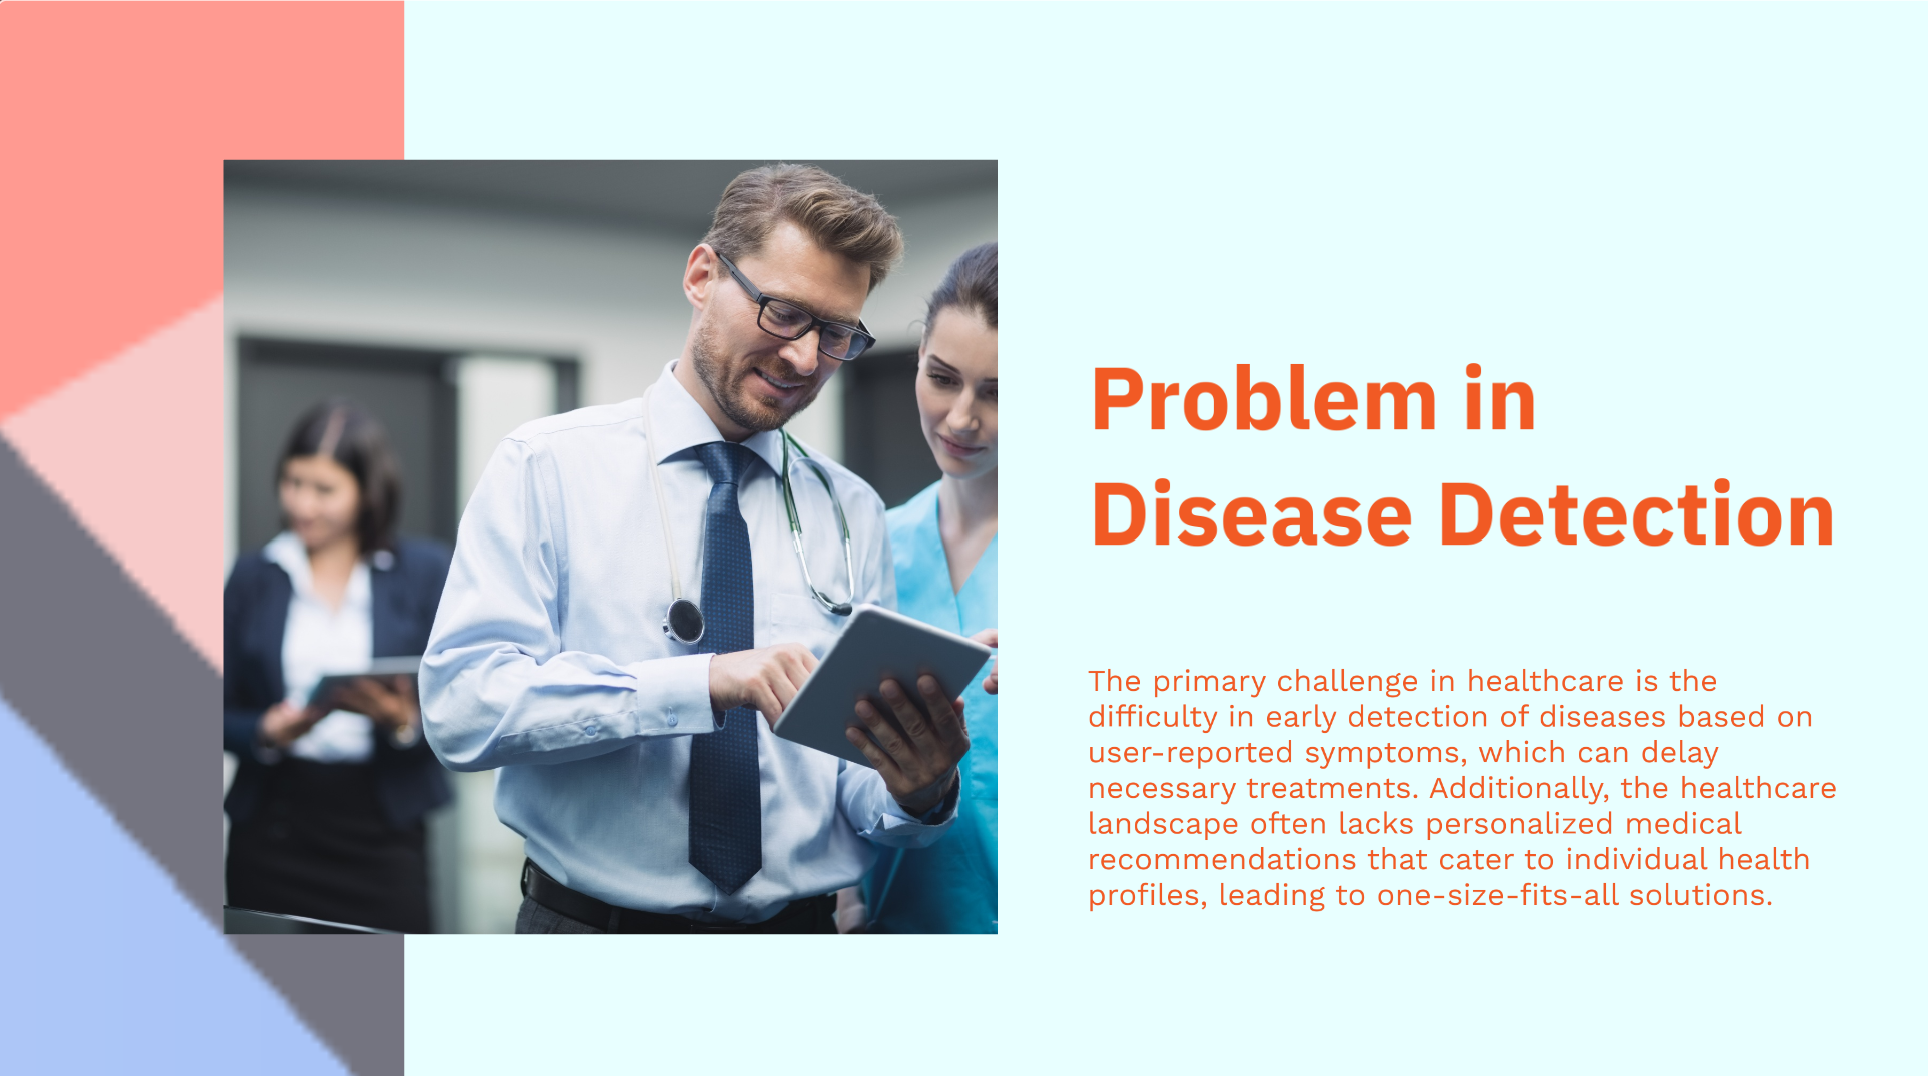 Problem in
Disease Detection
The primary challenge in healthcare is the
difficulty in early detection of diseases based on
user-reported symptoms, which can delay
necessary treatments. Additionally, the healthcare
landscape often lacks personalized medical
recommendations that cater to individual health
profiles, leading to one-size-fits-all solutions.